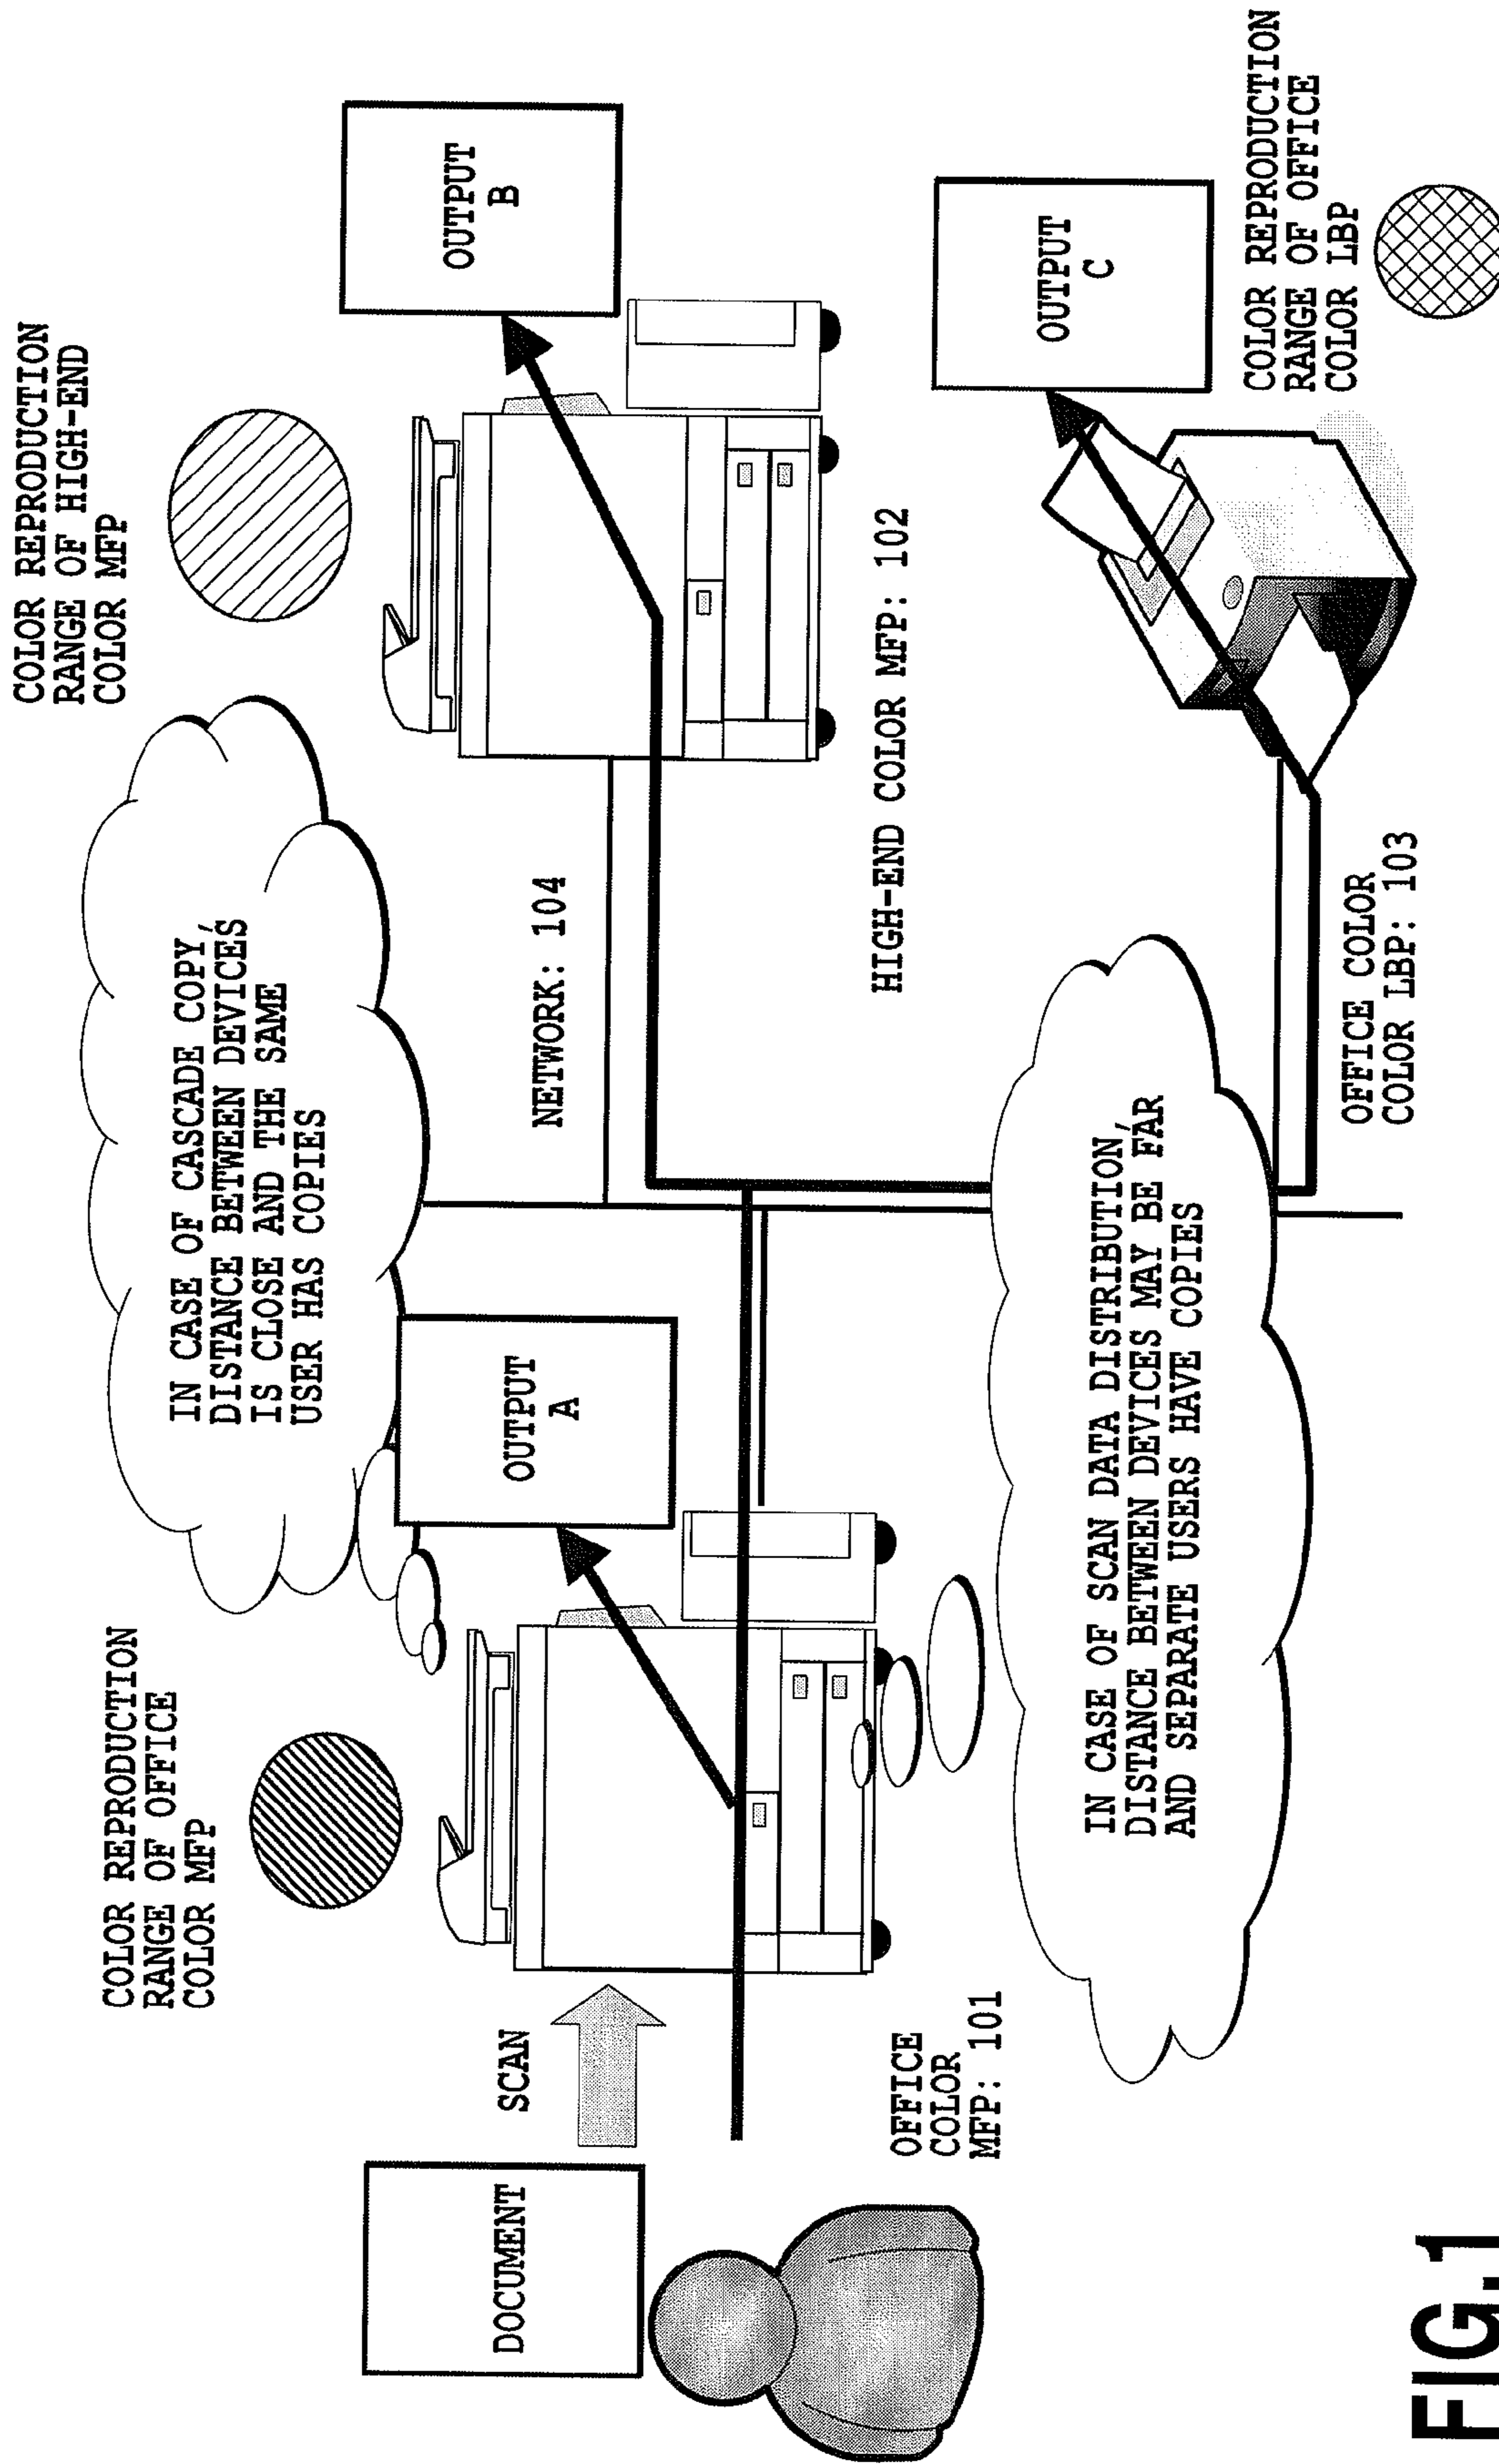 COLOR REPRODUCTION
RANGE OF OFFICE
COLOR MFP
COLOR REPRODUCTION
RANGE OF HIGH-END
COLOR MFP
IN CASE OF CASCADE COPY,
DISTANCE BETWEEN DEVICES
IS CLOSE AND THE SAME
USER HAS COPIES
DOCUMENT
SCAN
OUTPUT
A
NETWORK: 104
OUTPUT
B
OFFICE
COLOR
MFP: 101
HIGH-END COLOR MFP: 102
IN CASE OF SCAN DATA DISTRIBUTION,
DISTANCE BETWEEN DEVICES MAY BE FAR
AND SEPARATE USERS HAVE COPIES
OUTPUT
C
COLOR REPRODUCTION
RANGE OF OFFICE
COLOR LBP
OFFICE COLOR
COLOR LBP: 103
FIG.1